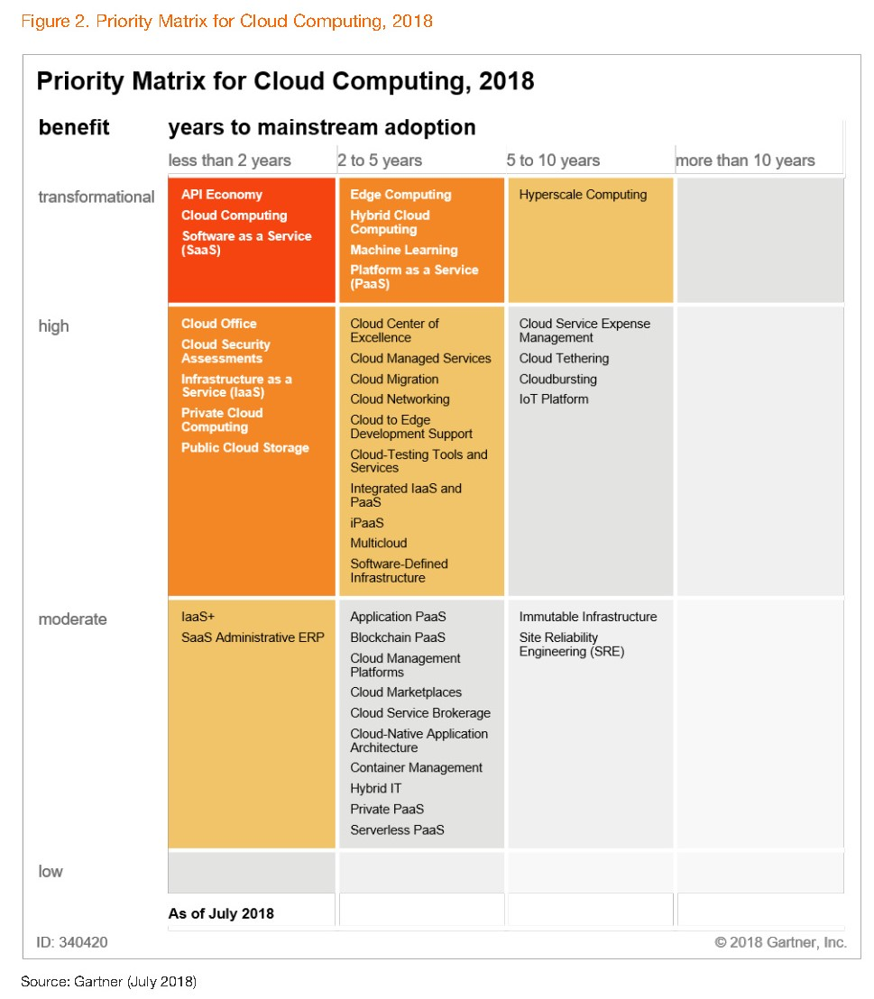 Figure 2. Priority Matrix for Cloud Computing, 2018
Priority Matrix for Cloud Computing, 2018
benefit
years to mainstream adoption
less than 2 years
2 to 5 years
5 to 10 years
more than 10 years
transformational
API Economy
Cloud Computing
Software as a Service
(SaaS)
Edge Computing
Hybrid Cloud
Computing
Machine Learning
Platform as a Service
(PaaS)
Hyperscale Computing
high
Cloud Office
Cloud Security
Assessments
Infrastructure as a
Service (IaaS)
Private Cloud
Computing
Public Cloud Storage
Cloud Center of
Excellence
Cloud Managed Services
Cloud Migration
Cloud Networking
Cloud to Edge
Development Support
Cloud-Testing Tools and
Services
Integrated IaaS and
PaaS
iPaaS
Multicloud
Software-Defined
Infrastructure
Cloud Service Expense
Management
Cloud Tethering
Cloudbursting
IoT Platform
moderate
IaaS+
SaaS Administrative ERP
Application PaaS
Blockchain PaaS
Cloud Management
Platforms
Cloud Marketplaces
Cloud Service Brokerage
Cloud-Native Application
Architecture
Container Management
Hybrid IT
Private PaaS
Serverless PaaS
Immutable Infrastructure
Site Reliability
Engineering (SRE)
low
As of July 2018
ID: 340420
© 2018 Gartner, Inc.
Source: Gartner (July 2018)